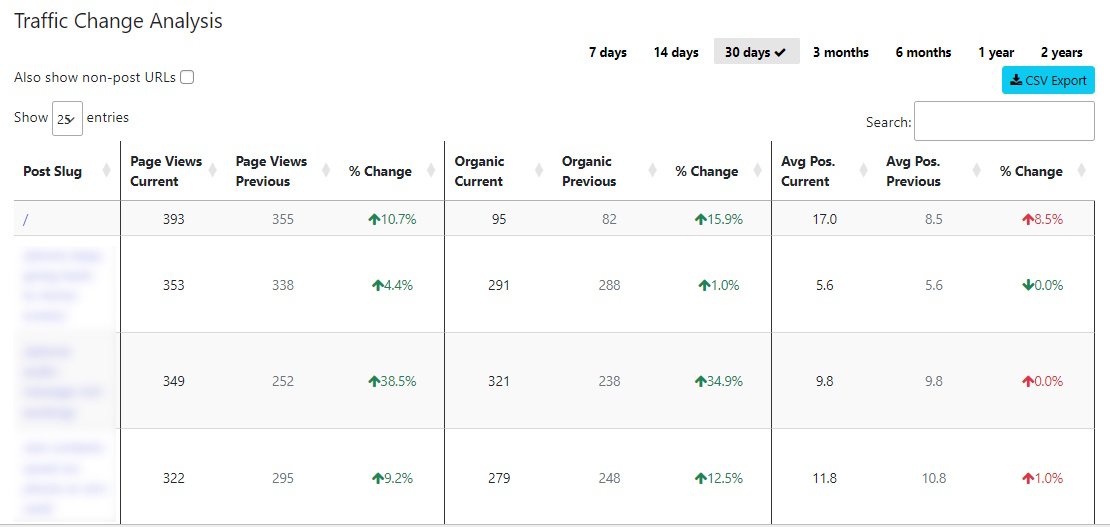 Traffic Change Analysis
7 days 14 days 30 days 3 months 6 months 1 year 2 years
Also show non-post URLs
CSV Export
Show 25 entries
Search:
Post Slug Page Views Current Page Views Previous % Change Organic Current Organic Previous % Change Avg Pos. Current Avg Pos. Previous % Change
/ 393 355 10.7% 95 82 15.9% 17.0 8.5 8.5%
353 338 4.4% 291 288 1.0% 5.6 5.6 0.0%
349 252 38.5% 321 238 34.9% 9.8 9.8 0.0%
322 295 9.2% 279 248 12.5% 11.8 10.8 1.0%